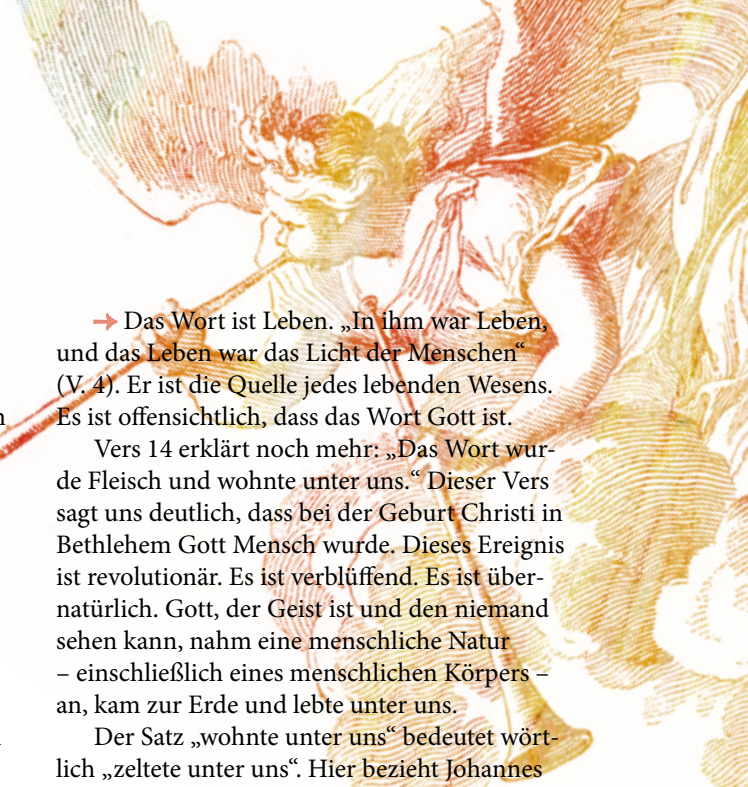 → Das Wort ist Leben. „In ihm war Leben,
und das Leben war das Licht der Menschen“
(V. 4). Er ist die Quelle jedes lebenden Wesens.
Es ist offensichtlich, dass das Wort Gott ist.
Vers 14 erklärt noch mehr: „Das Wort wur-
de Fleisch und wohnte unter uns.“ Dieser Vers
sagt uns deutlich, dass bei der Geburt Christi in
Bethlehem Gott Mensch wurde. Dieses Ereignis
ist revolutionär. Es ist verblüffend. Es ist über-
natürlich. Gott, der Geist ist und den niemand
sehen kann, nahm eine menschliche Natur
– einschließlich eines menschlichen Körpers –
an, kam zur Erde und lebte unter uns.
Der Satz „wohnte unter uns“ bedeutet wört-
lich „zeltete unter uns“. Hier bezieht Johannes